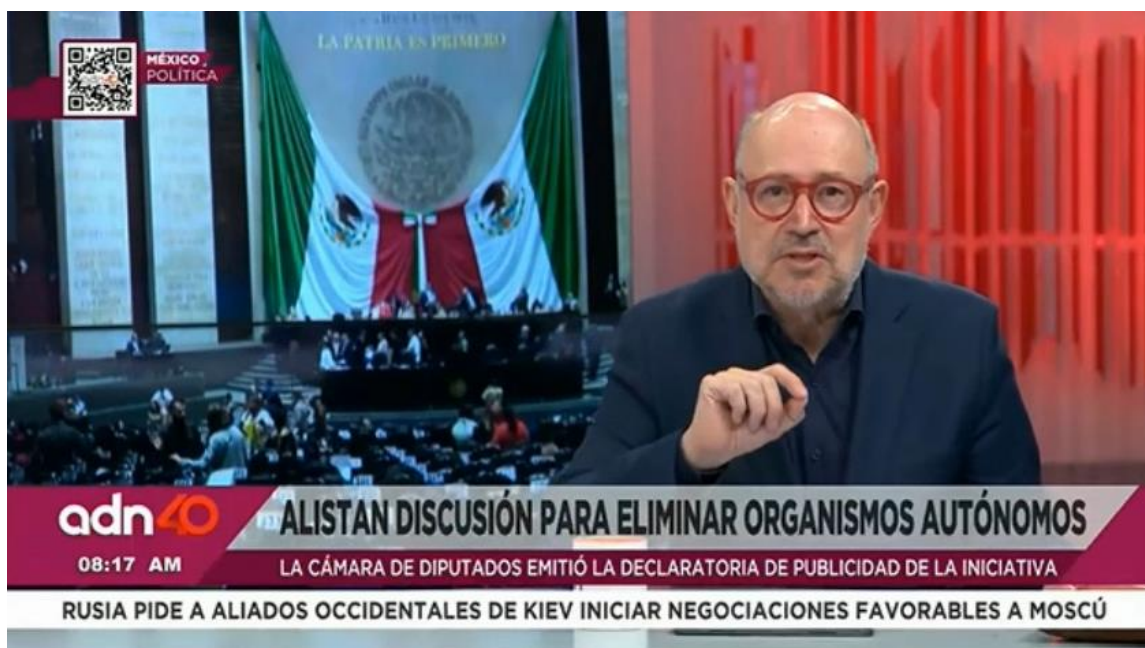 LA PATRIA ES PRIMERO
MÉXICO
POLÍTICA
adn40
08:17 AM
ALISTAN DISCUSIÓN PARA ELIMINAR ORGANISMOS AUTÓNOMOS
LA CÁMARA DE DIPUTADOS EMITIÓ LA DECLARATORIA DE PUBLICIDAD DE LA INICIATIVA
RUSIA PIDE A ALIADOS OCCIDENTALES DE KIEV INICIAR NEGOCIACIONES FAVORABLES A MOSCÚ